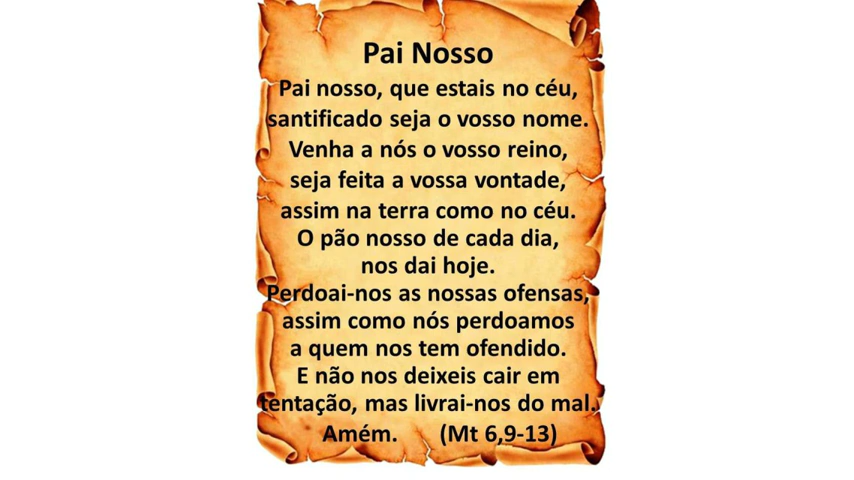 Pai Nosso
Pai nosso, que estais no céu,
santificado seja o vosso nome.
Venha a nós o vosso reino,
seja feita a vossa vontade,
assim na terra como no céu.
O pão nosso de cada dia,
nos dai hoje.
Perdoai-nos as nossas ofensas,
assim como nós perdoamos
a quem nos tem ofendido.
E não nos deixeis cair em
tentação, mas livrai-nos do mal.
Amém. (Mt 6,9-13)